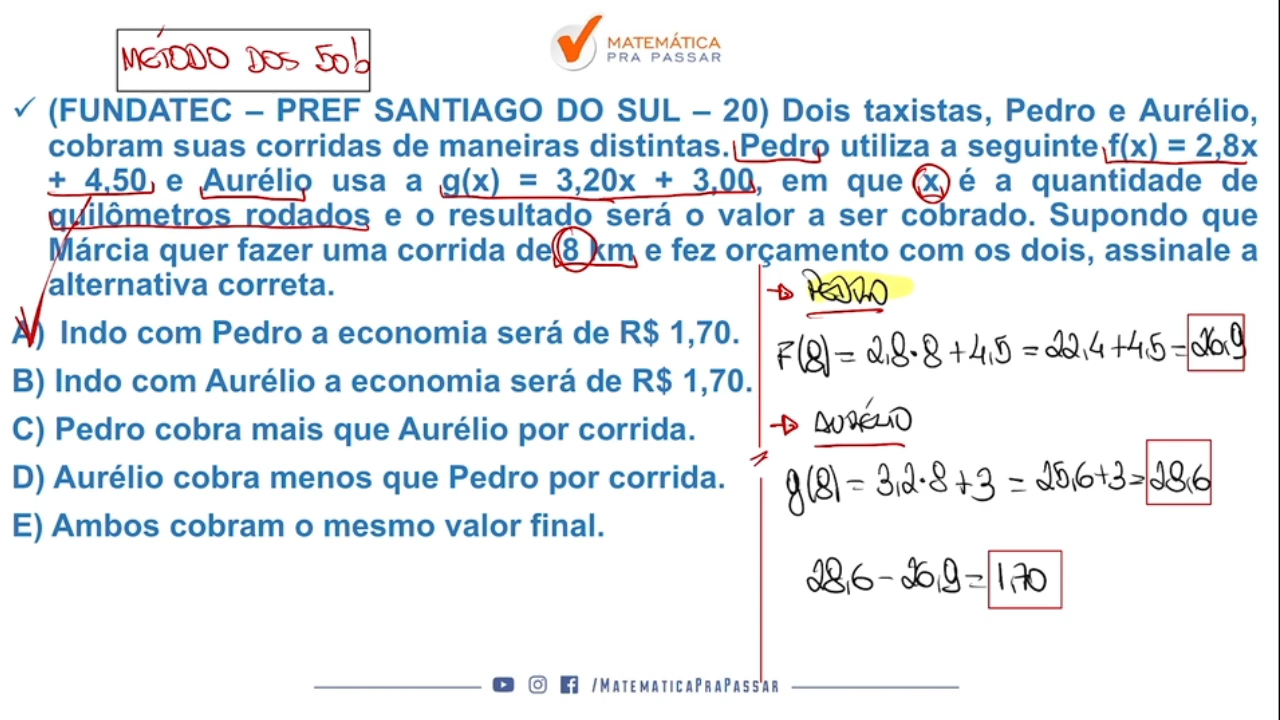 MÉTODO DOS 50%
MATEMÁTICA
PRA PASSAR
✓ (FUNDATEC – PREF SANTIAGO DO SUL – 20) Dois taxistas, Pedro e Aurélio,
cobram suas corridas de maneiras distintas. Pedro utiliza a seguinte f(x) = 2,8x
+ 4,50 e Aurélio usa a g(x) = 3,20x + 3,00, em que x é a quantidade de
quilômetros rodados e o resultado será o valor a ser cobrado. Supondo que
Márcia quer fazer uma corrida de 8 km e fez orçamento com os dois, assinale a
alternativa correta.
A) Indo com Pedro a economia será de R$ 1,70.
B) Indo com Aurélio a economia será de R$ 1,70.
C) Pedro cobra mais que Aurélio por corrida.
D) Aurélio cobra menos que Pedro por corrida.
E) Ambos cobram o mesmo valor final.
→ PEDRO
F(8) = 2,8·8 + 4,5 = 22,4 + 4,5 = 26,9
→ AURÉLIO
g(8) = 3,2·8 + 3 = 25,6 + 3 = 28,6
28,6 − 26,9 = 1,70
/MATEMATICAPRAPASSAR